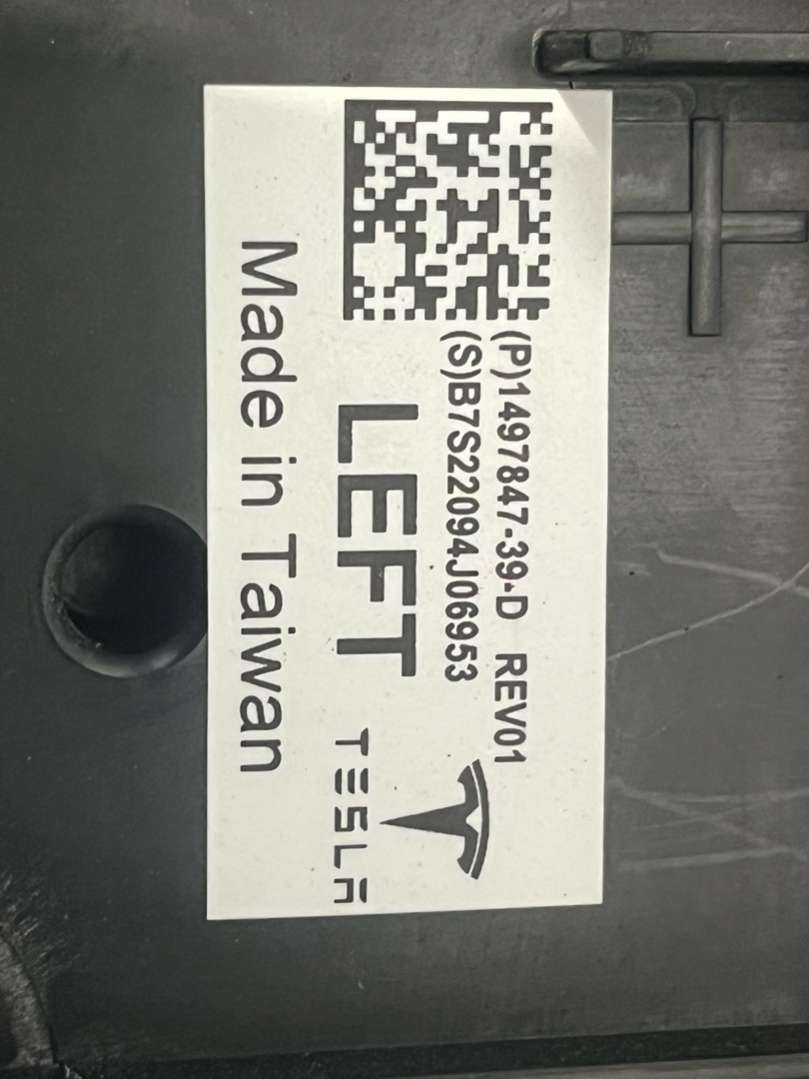 (P)1497847-39-D REV01
(S)B7S22094J06953
LEFT
TESLA
Made in Taiwan